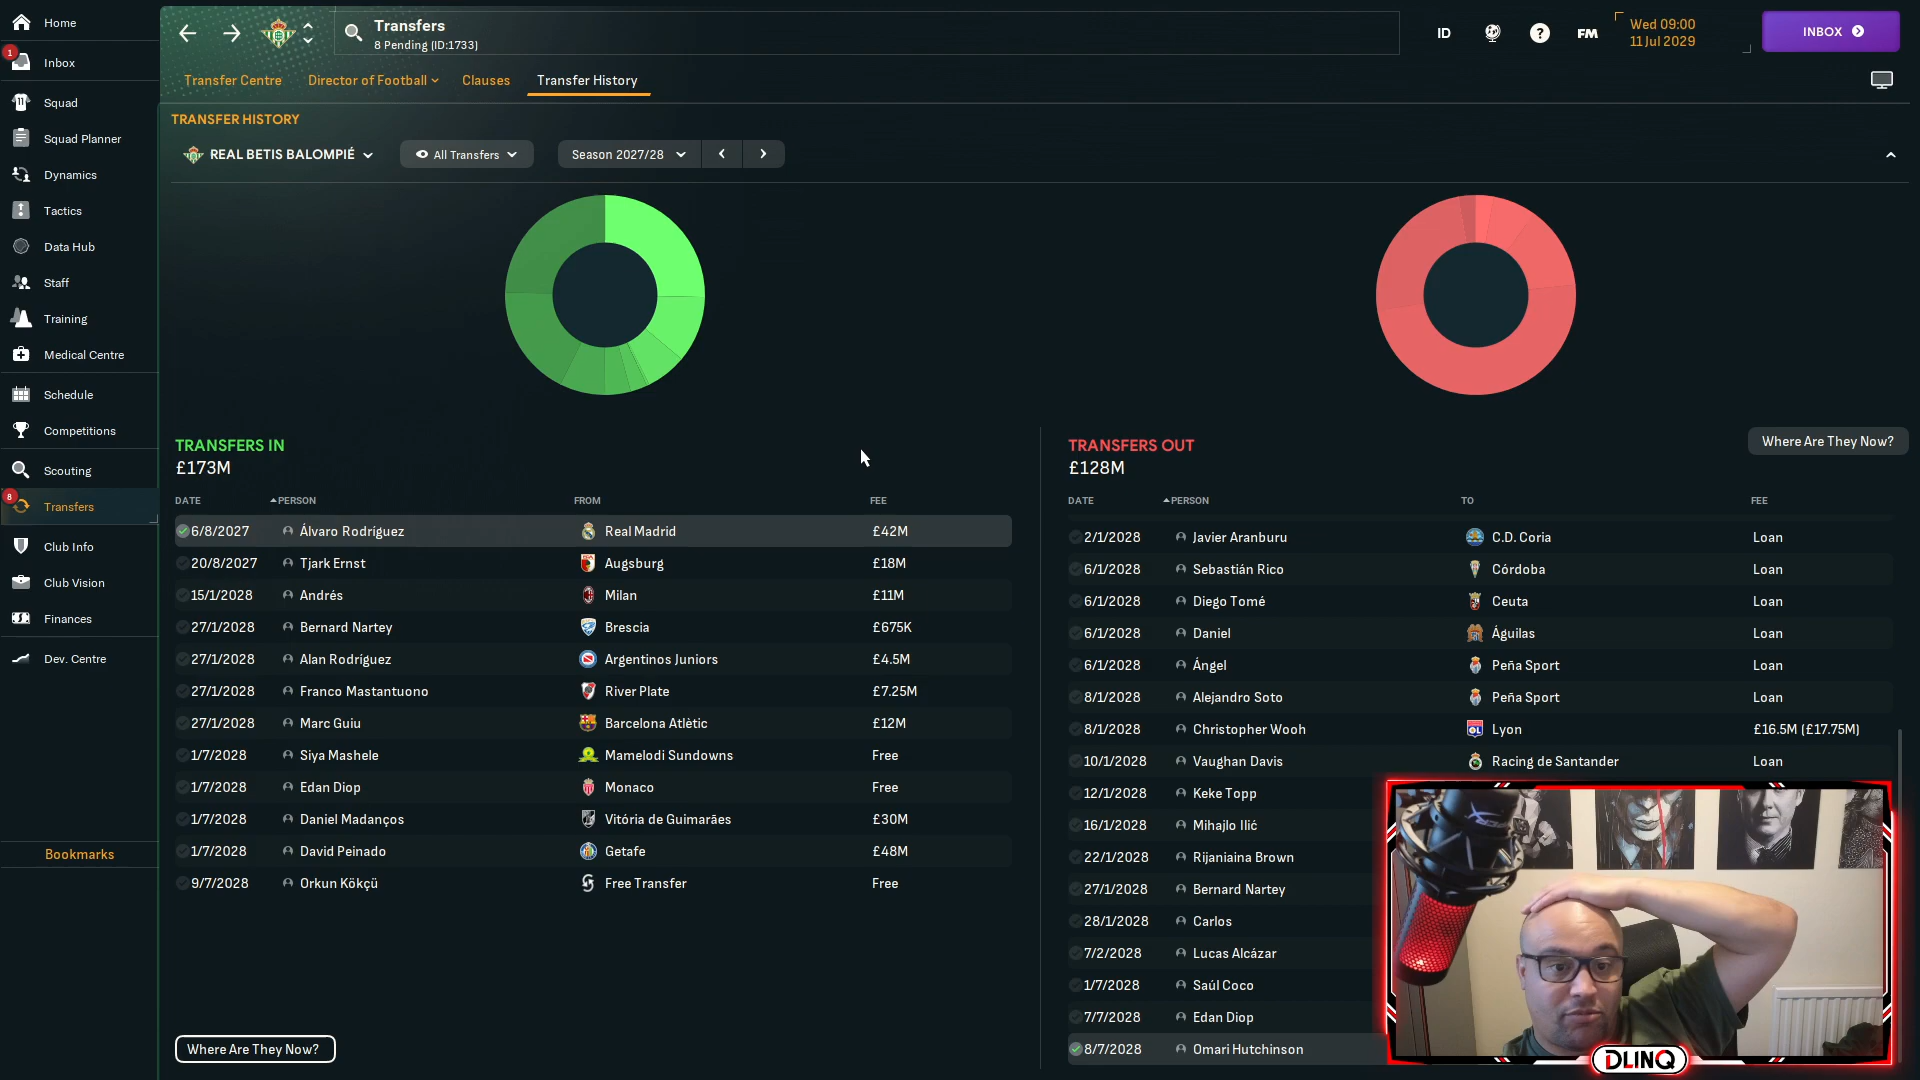 Home
1
Inbox
Squad
Squad Planner
Dynamics
Tactics
Data Hub
Staff
Training
Medical Centre
Schedule
Competitions
Scouting
8
Transfers
Club Info
Club Vision
Finances
Dev. Centre
Bookmarks
Transfers
8 Pending (ID:1733)
ID
?
FM
Wed 09:00
11 Jul 2029
INBOX
Transfer Centre
Director of Football
Clauses
Transfer History
TRANSFER HISTORY
REAL BETIS BALOMPIÉ
All Transfers
Season 2027/28
TRANSFERS IN
£173M
DATE PERSON FROM FEE
6/8/2027 Álvaro Rodríguez Real Madrid £42M
20/8/2027 Tjark Ernst Augsburg £18M
15/1/2028 Andrés Milan £11M
27/1/2028 Bernard Nartey Brescia £675K
27/1/2028 Alan Rodríguez Argentinos Juniors £4.5M
27/1/2028 Franco Mastantuono River Plate £7.25M
27/1/2028 Marc Guiu Barcelona Atlètic £12M
1/7/2028 Siya Mashele Mamelodi Sundowns Free
1/7/2028 Edan Diop Monaco Free
1/7/2028 Daniel Madanços Vitória de Guimarães £30M
1/7/2028 David Peinado Getafe £48M
9/7/2028 Orkun Kökçü Free Transfer Free
Where Are They Now?
TRANSFERS OUT
£128M
Where Are They Now?
DATE PERSON TO FEE
2/1/2028 Javier Aranburu C.D. Coria Loan
6/1/2028 Sebastián Rico Córdoba Loan
6/1/2028 Diego Tomé Ceuta Loan
6/1/2028 Daniel Águilas Loan
6/1/2028 Ángel Peña Sport Loan
8/1/2028 Alejandro Soto Peña Sport Loan
8/1/2028 Christopher Wooh Lyon £16.5M (£17.75M)
10/1/2028 Vaughan Davis Racing de Santander Loan
12/1/2028 Keke Topp
16/1/2028 Mihajlo Ilić
22/1/2028 Rijaniaina Brown
27/1/2028 Bernard Nartey
28/1/2028 Carlos
7/2/2028 Lucas Alcázar
1/7/2028 Saúl Coco
7/7/2028 Edan Diop
8/7/2028 Omari Hutchinson
DLINQ